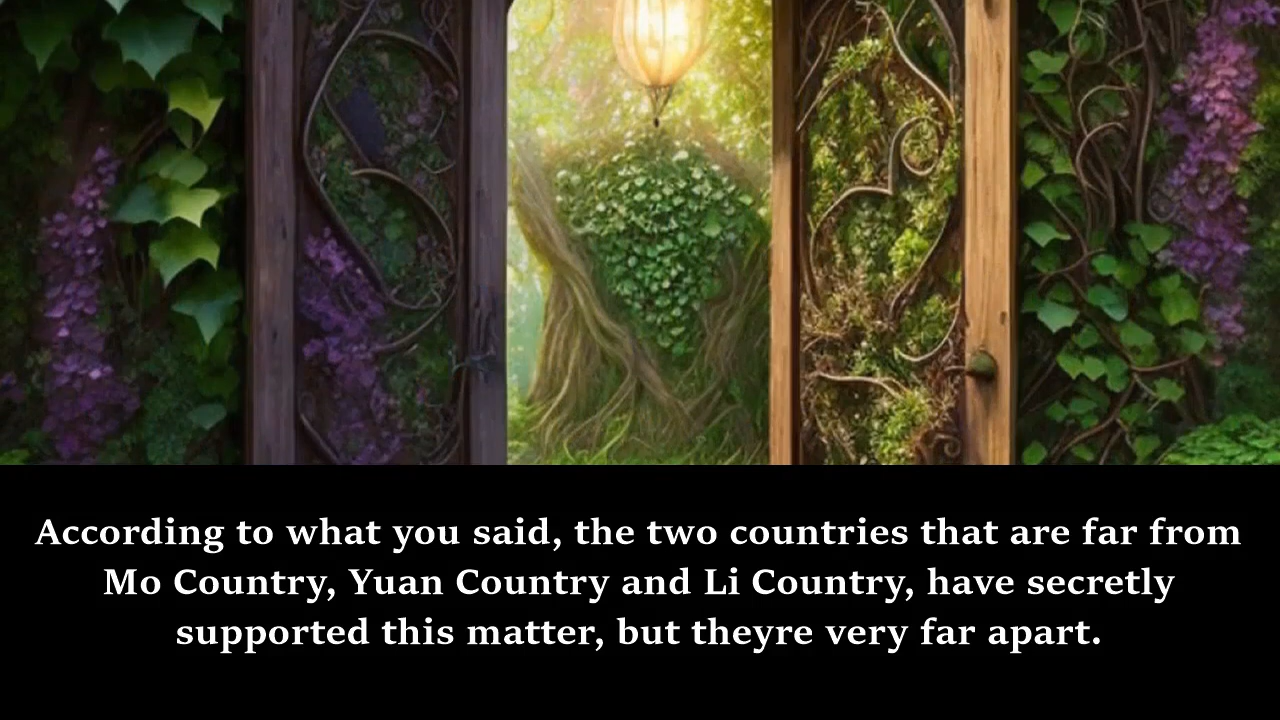 According to what you said, the two countries that are far from
Mo Country, Yuan Country and Li Country, have secretly
supported this matter, but theyre very far apart.